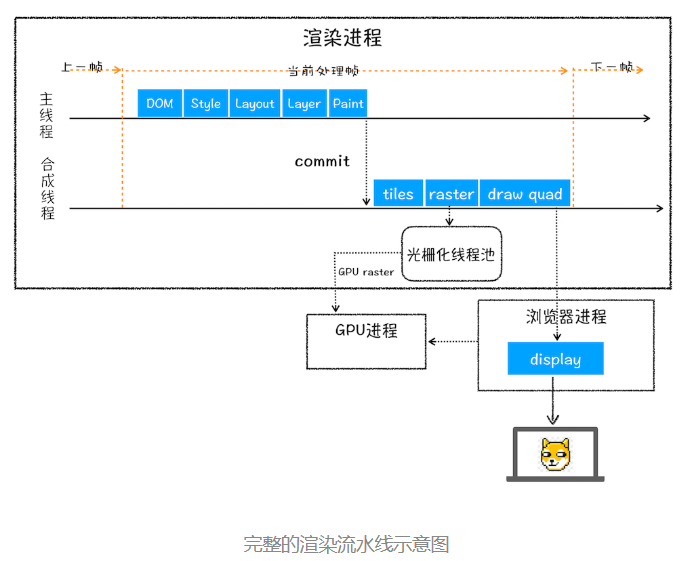 渲染进程
上一帧
当前处理帧
下一帧
主线程
DOM
Style
Layout
Layer
Paint
commit
合成线程
tiles
raster
draw quad
光栅化线程池
GPU raster
GPU进程
浏览器进程
display
完整的渲染流水线示意图